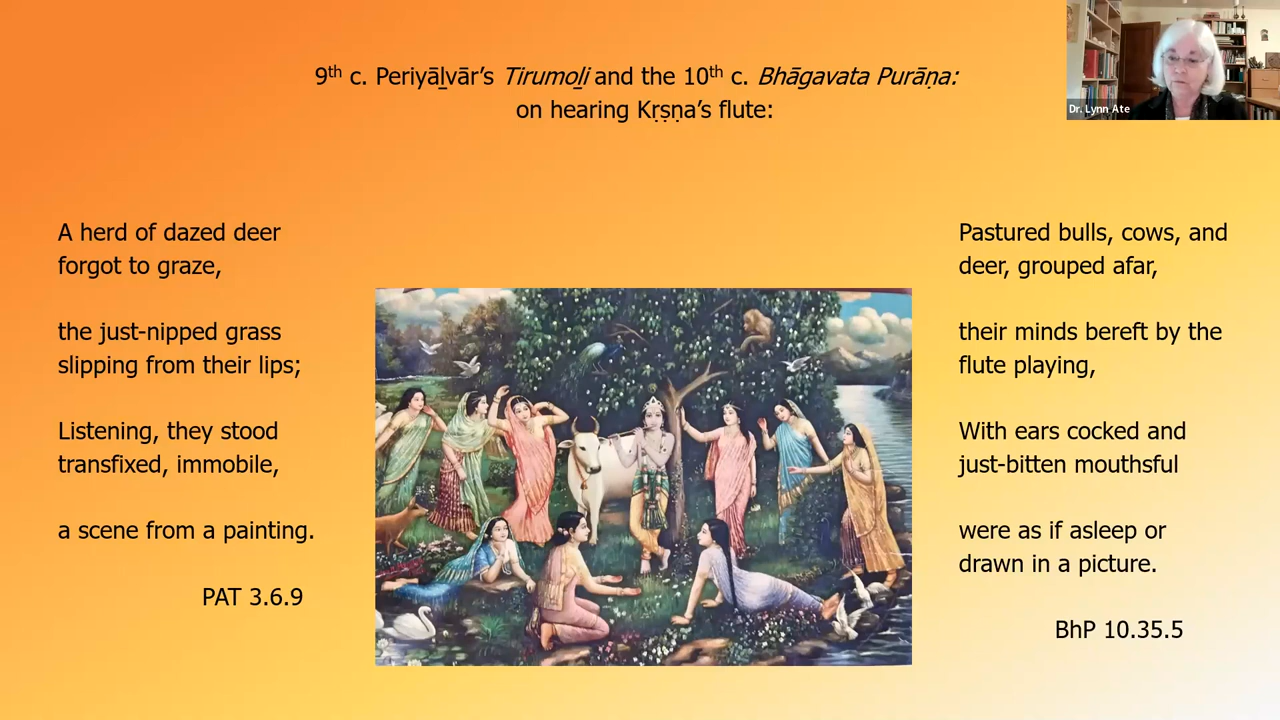 9th c. Periyāḻvār’s Tirumoḻi and the 10th c. Bhāgavata Purāṇa:
on hearing Kṛṣṇa’s flute:
Dr. Lynn Ate
A herd of dazed deer
forgot to graze,
the just-nipped grass
slipping from their lips;
Listening, they stood
transfixed, immobile,
a scene from a painting.
PAT 3.6.9
Pastured bulls, cows, and
deer, grouped afar,
their minds bereft by the
flute playing,
With ears cocked and
just-bitten mouthsful
were as if asleep or
drawn in a picture.
BhP 10.35.5